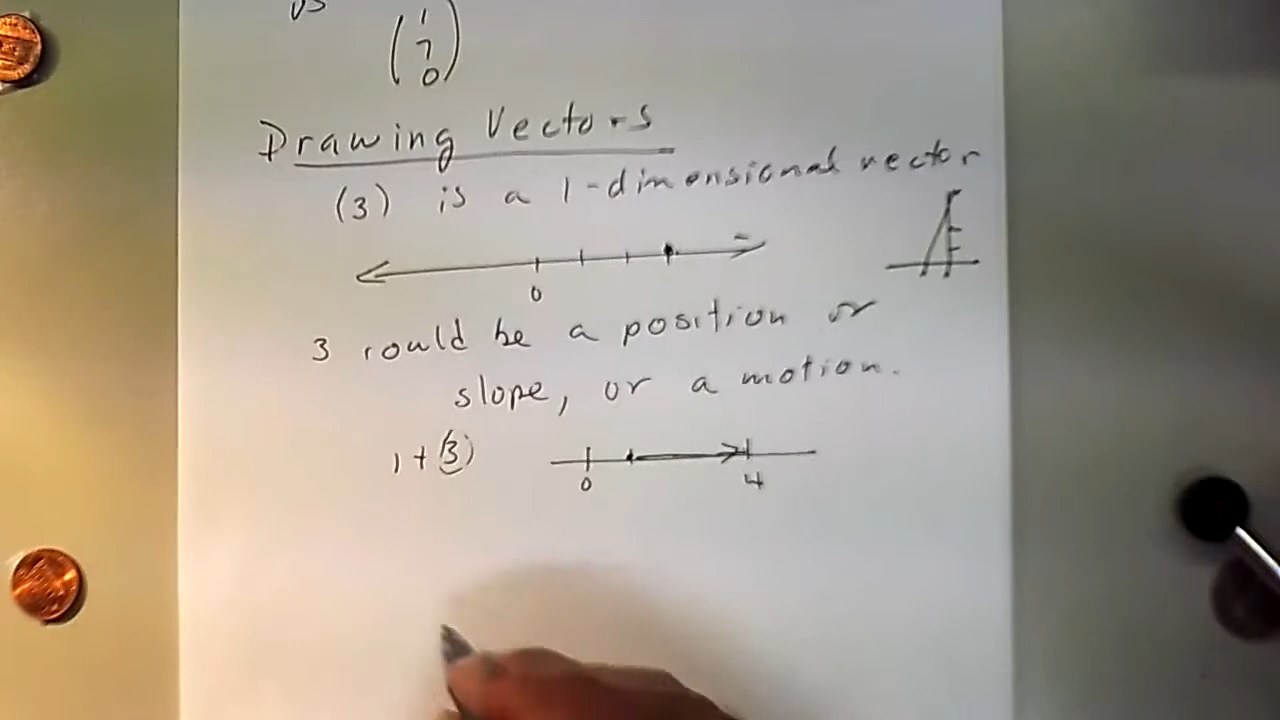 vs
(1
7
0)
Drawing Vectors
(3) is a 1-dimensional vector
0
3 could be a position or
slope, or a motion.
1+(3)
0 4